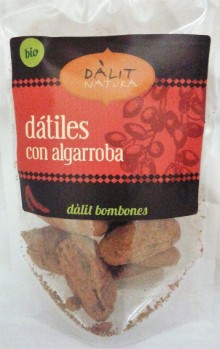 bio
DÀLIT
NATURA
dátiles
con algarroba
dàlit bombones